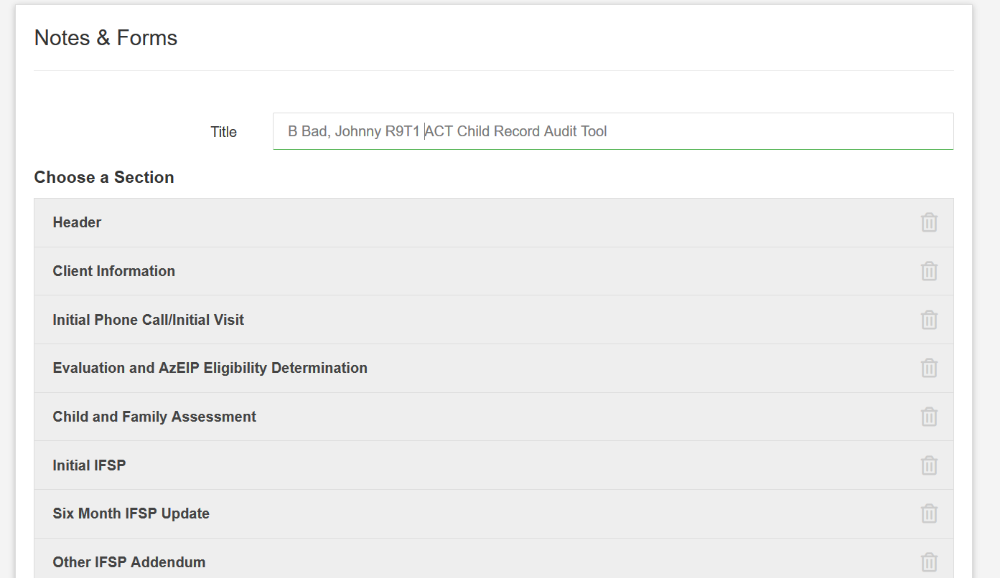 Notes & Forms
Title
B Bad, Johnny R9T1 ACT Child Record Audit Tool
Choose a Section
Header
Client Information
Initial Phone Call/Initial Visit
Evaluation and AzEIP Eligibility Determination
Child and Family Assessment
Initial IFSP
Six Month IFSP Update
Other IFSP Addendum